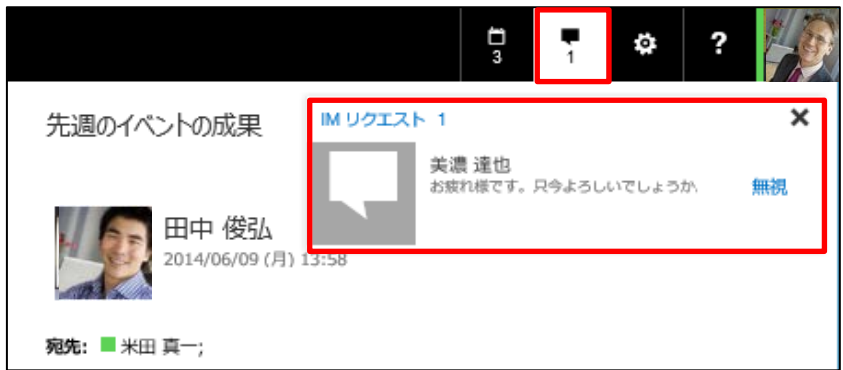 3
1
?
先週のイベントの成果
IM リクエスト 1
美濃 達也
お疲れ様です。只今よろしいでしょうか、
無視
田中 俊弘
2014/06/09 (月) 13:58
宛先: 米田 真一;